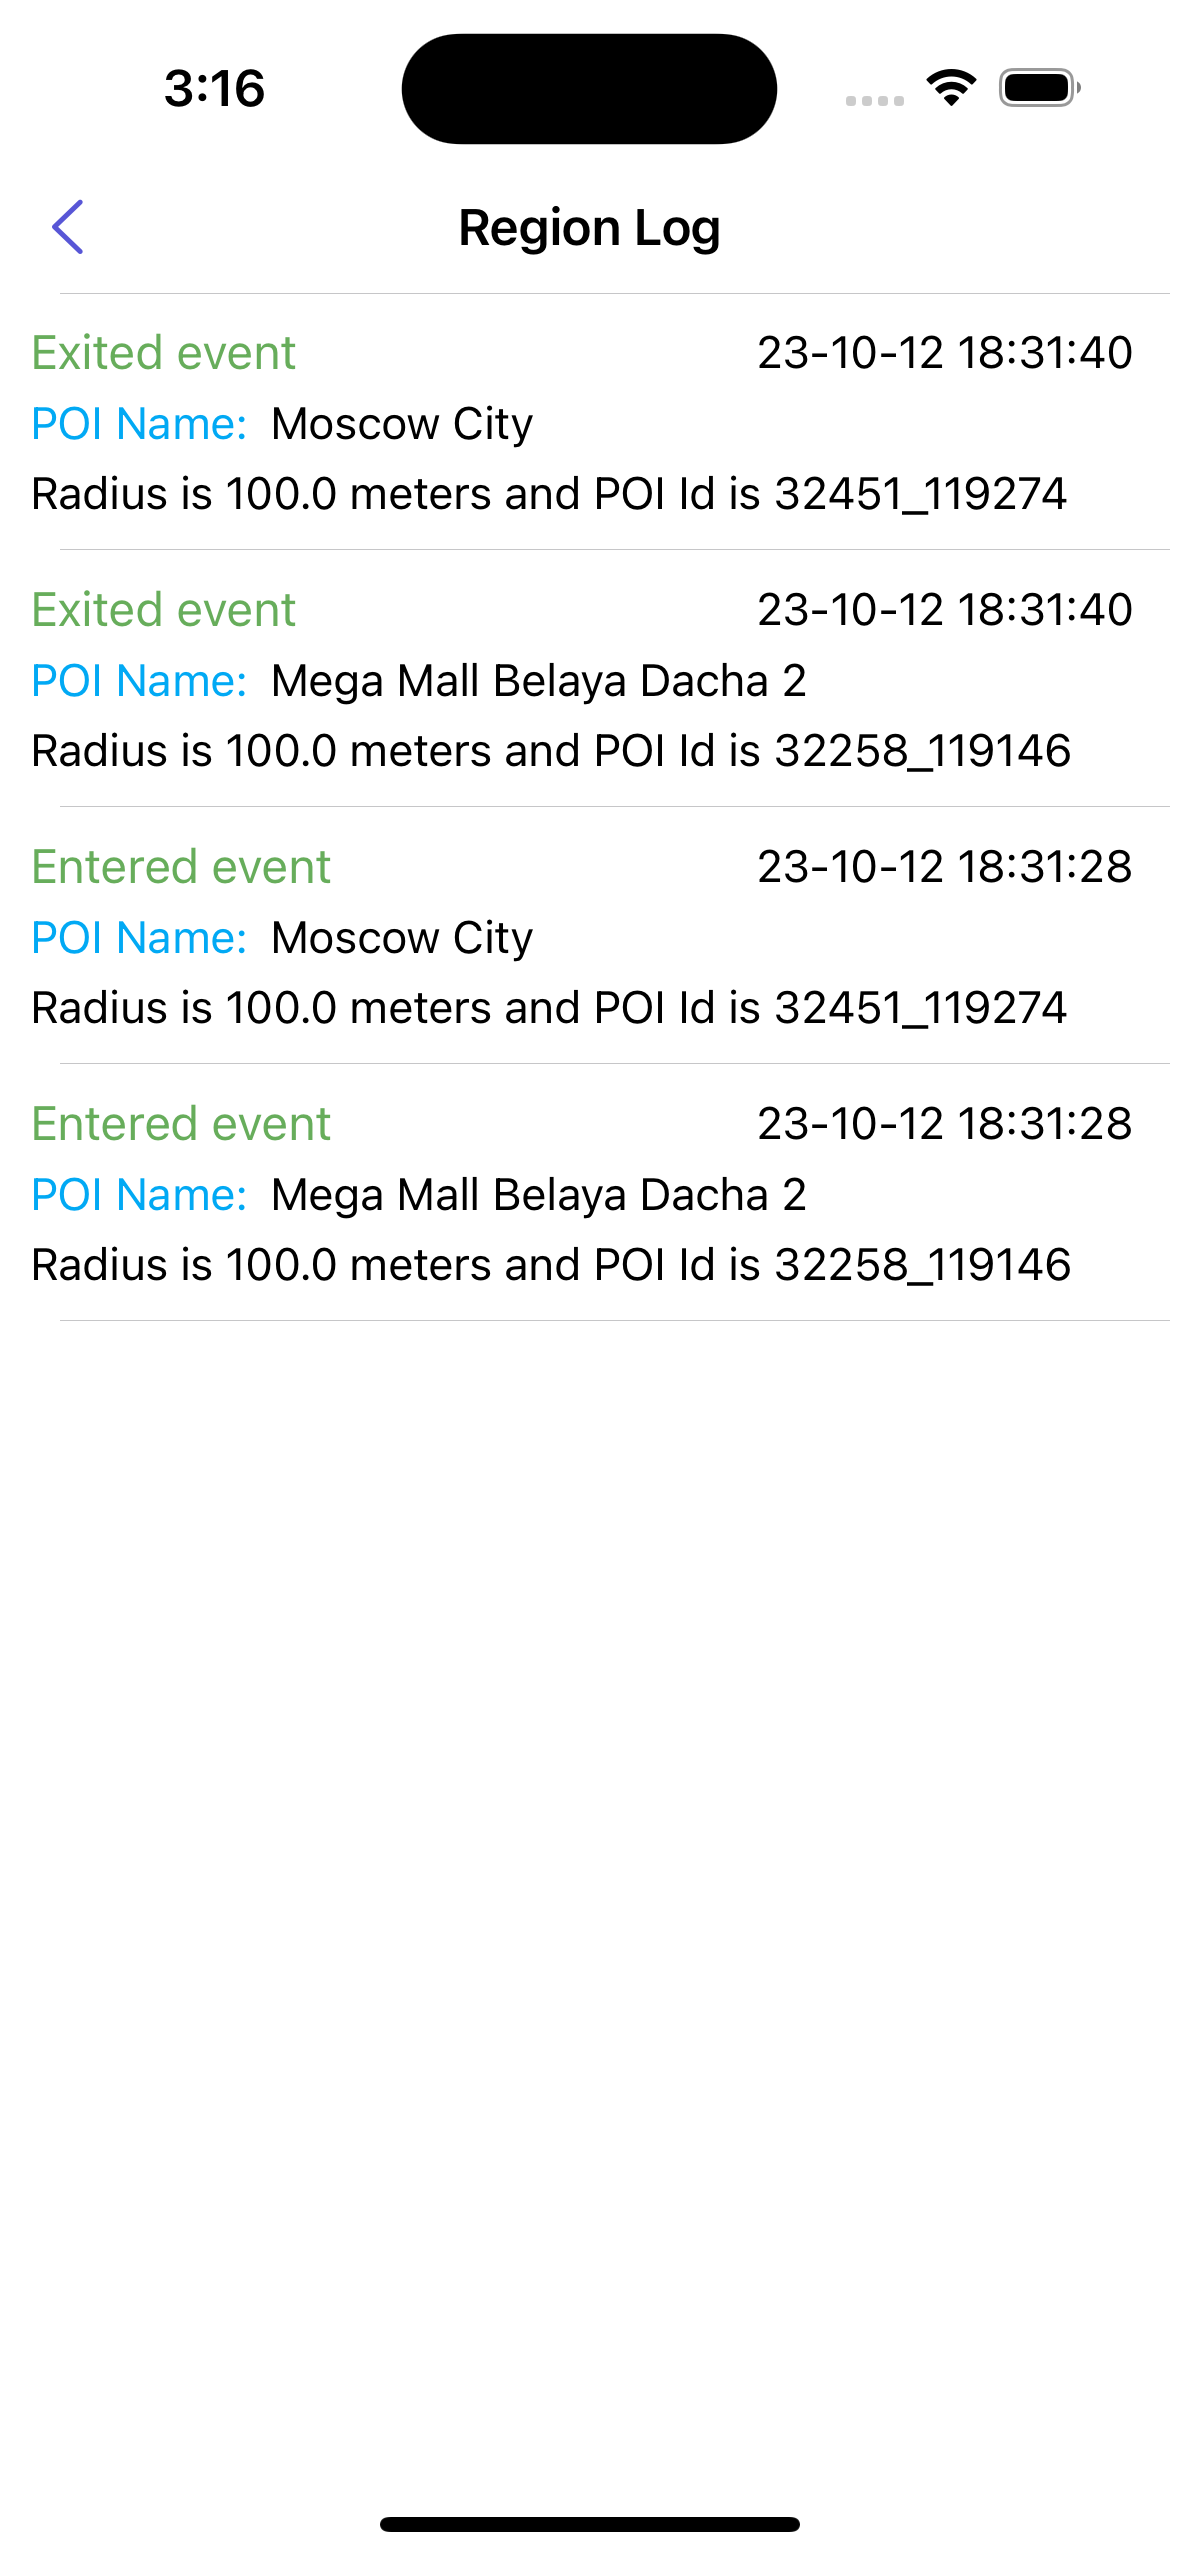 3:16
Region Log
Exited event 23-10-12 18:31:40
POI Name: Moscow City
Radius is 100.0 meters and POI Id is 32451_119274
Exited event 23-10-12 18:31:40
POI Name: Mega Mall Belaya Dacha 2
Radius is 100.0 meters and POI Id is 32258_119146
Entered event 23-10-12 18:31:28
POI Name: Moscow City
Radius is 100.0 meters and POI Id is 32451_119274
Entered event 23-10-12 18:31:28
POI Name: Mega Mall Belaya Dacha 2
Radius is 100.0 meters and POI Id is 32258_119146